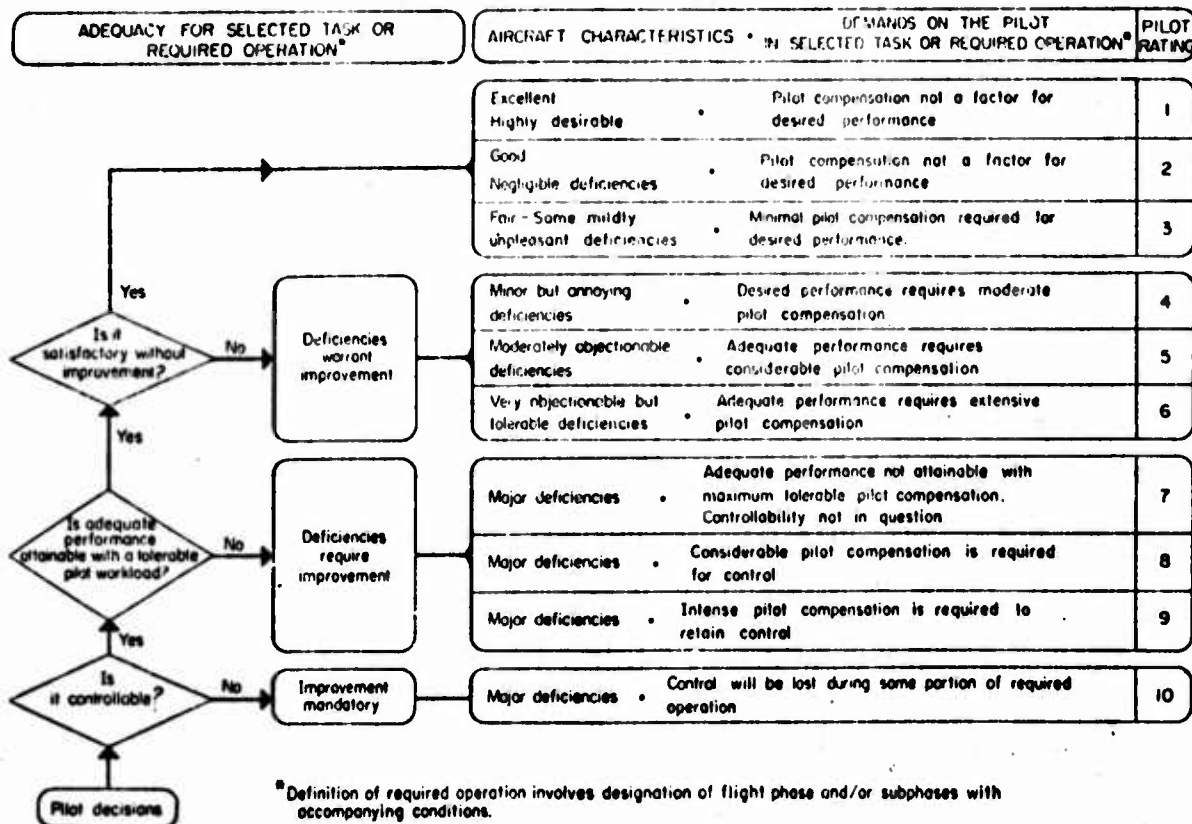 ADEQUACY FOR SELECTED TASK OR
REQUIRED OPERATION*
AIRCRAFT CHARACTERISTICS •
DEMANDS ON THE PILOT
IN SELECTED TASK OR REQUIRED OPERATION*
PILOT
RATING
Excellent
Highly desirable
•
Pilot compensation not a factor for
desired performance
1
Good
Negligible deficiencies
•
Pilot compensation not a factor for
desired performance
2
Fair - Some mildly
unpleasant deficiencies
•
Minimal pilot compensation required for
desired performance.
3
Yes
Is it
satisfactory without
improvement?
No
Deficiencies
warrant
improvement
Minor but annoying
deficiencies
•
Desired performance requires moderate
pilot compensation
4
Moderately objectionable
deficiencies
•
Adequate performance requires
considerable pilot compensation
5
Very objectionable but
tolerable deficiencies
•
Adequate performance requires extensive
pilot compensation
6
Yes
Is adequate
performance
attainable with a tolerable
pilot workload?
No
Deficiencies
require
improvement
Major deficiencies
•
Adequate performance not attainable with
maximum tolerable pilot compensation.
Controllability not in question
7
Major deficiencies
•
Considerable pilot compensation is required
for control
8
Major deficiencies
•
Intense pilot compensation is required to
retain control
9
Yes
Is
it controllable?
No
Improvement
mandatory
Major deficiencies
•
Control will be lost during some portion of required
operation
10
Pilot decisions
*Definition of required operation involves designation of flight phase and/or subphases with
accompanying conditions.